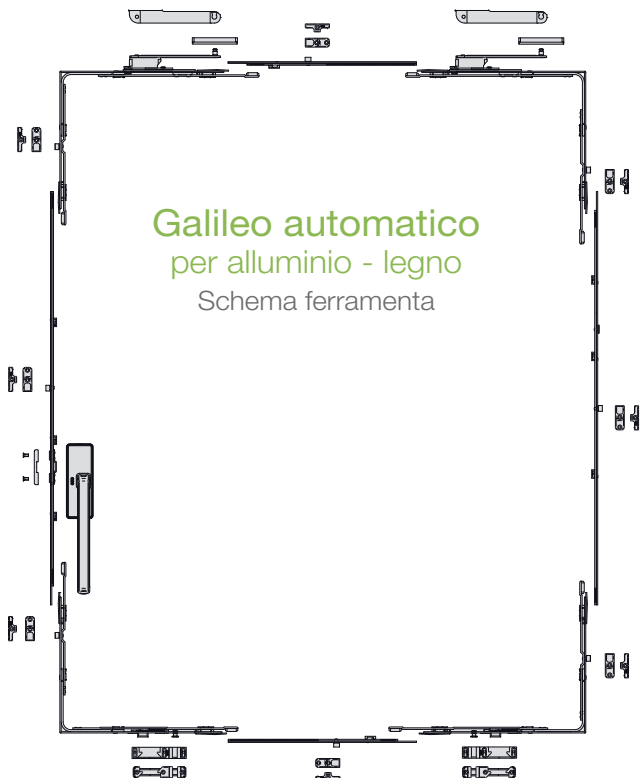 Galileo automatico
per alluminio - legno
Schema ferramenta